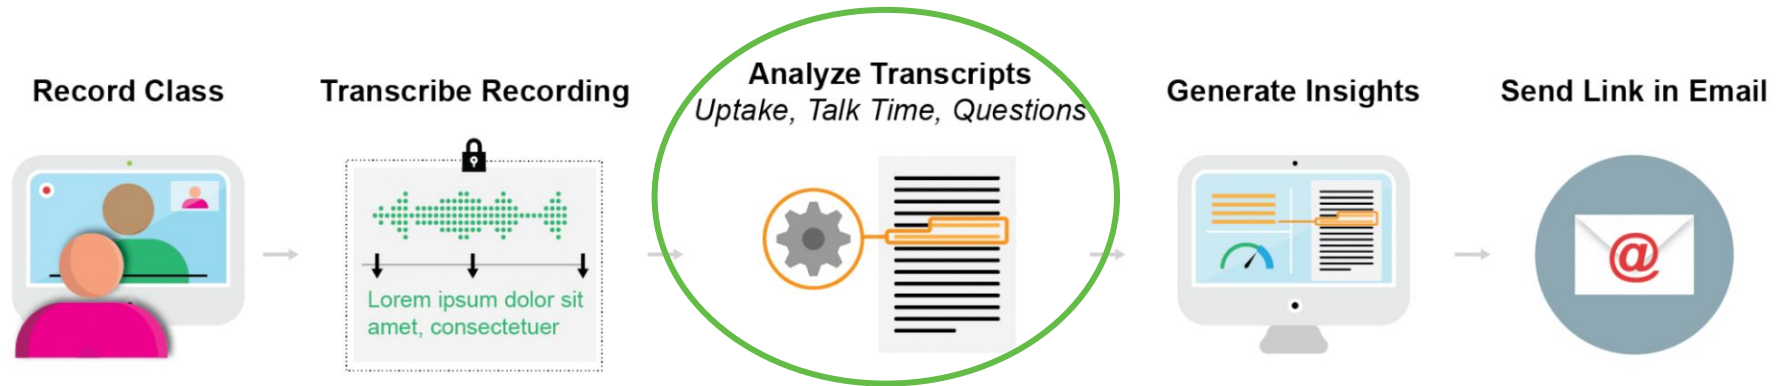 Record Class
Transcribe Recording
Analyze Transcripts
Uptake, Talk Time, Questions
Generate Insights
Send Link in Email
Lorem ipsum dolor sit
amet, consectetuer
@